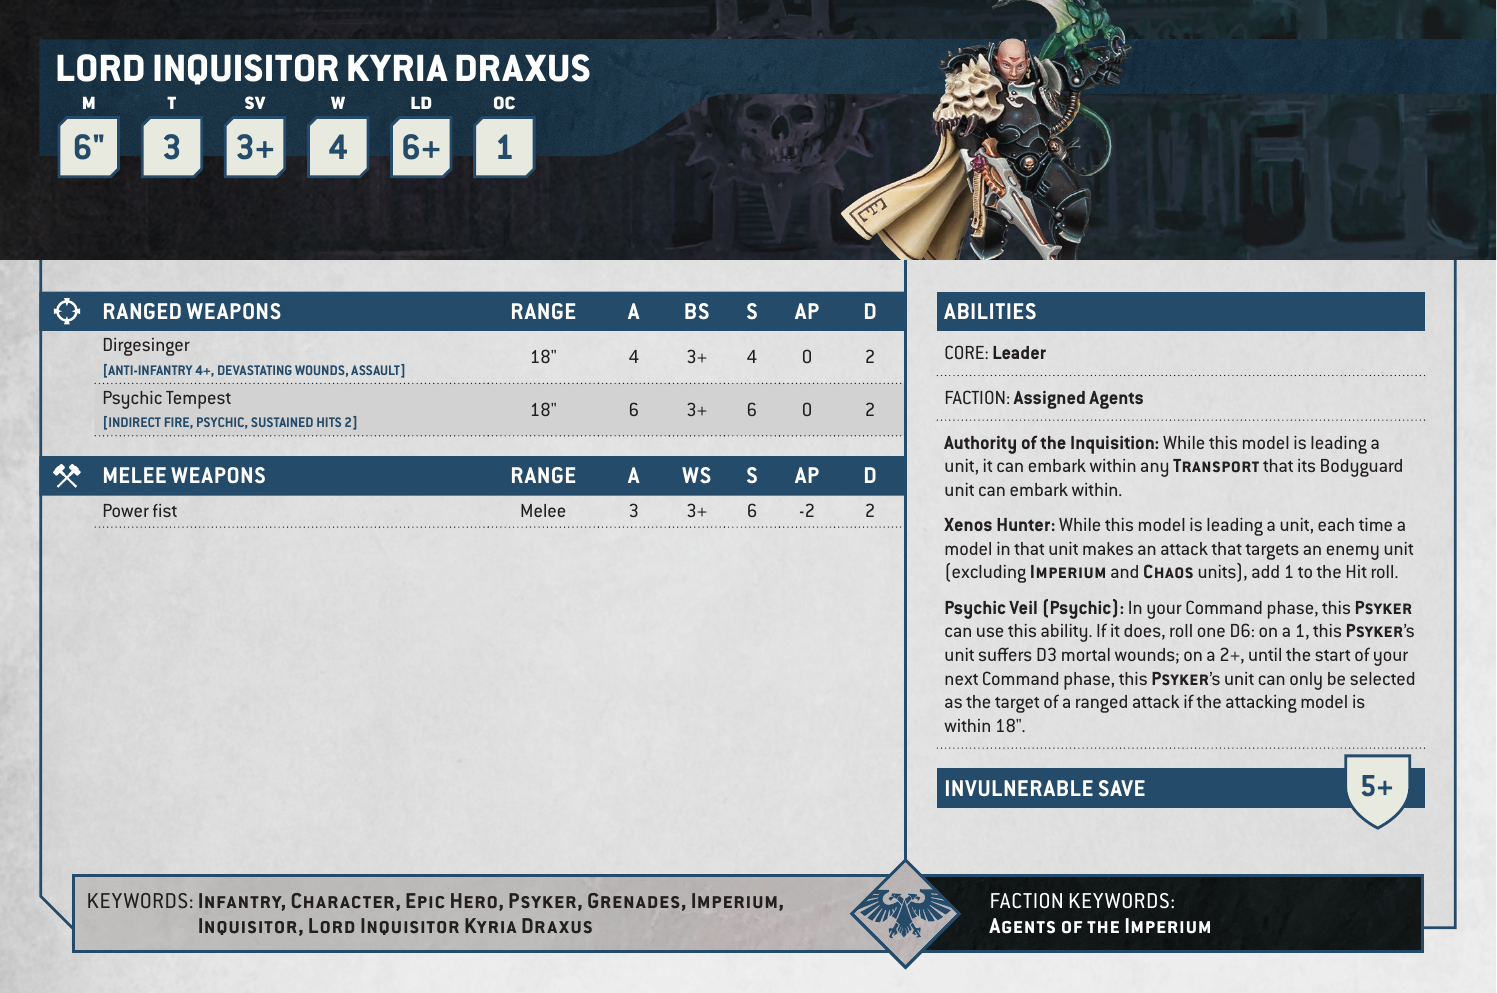 LORD INQUISITOR KYRIA DRAXUS
M T SV W LD OC
6" 3 3+ 4 6+ 1
RANGED WEAPONS RANGE A BS S AP D
Dirgesinger 18" 4 3+ 4 0 2
[ANTI-INFANTRY 4+, DEVASTATING WOUNDS, ASSAULT]
Psychic Tempest 18" 6 3+ 6 0 2
[INDIRECT FIRE, PSYCHIC, SUSTAINED HITS 2]
MELEE WEAPONS RANGE A WS S AP D
Power fist Melee 3 3+ 6 -2 2
ABILITIES
CORE: Leader
FACTION: Assigned Agents
Authority of the Inquisition: While this model is leading a
unit, it can embark within any TRANSPORT that its Bodyguard
unit can embark within.
Xenos Hunter: While this model is leading a unit, each time a
model in that unit makes an attack that targets an enemy unit
(excluding IMPERIUM and CHAOS units), add 1 to the Hit roll.
Psychic Veil (Psychic): In your Command phase, this PSYKER
can use this ability. If it does, roll one D6: on a 1, this PSYKER's
unit suffers D3 mortal wounds; on a 2+, until the start of your
next Command phase, this PSYKER's unit can only be selected
as the target of a ranged attack if the attacking model is
within 18".
INVULNERABLE SAVE 5+
KEYWORDS: INFANTRY, CHARACTER, EPIC HERO, PSYKER, GRENADES, IMPERIUM,
INQUISITOR, LORD INQUISITOR KYRIA DRAXUS
FACTION KEYWORDS:
AGENTS OF THE IMPERIUM